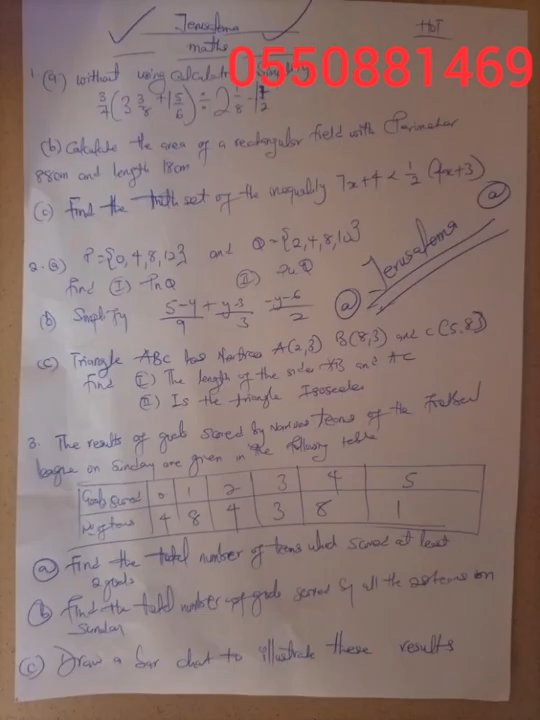 Jerusalema
HOT
maths
0550881469
1. (a) without using calculator
3/7 (3 3/8 + 1 5/6) ÷ 2 1/8 -
(b) Calculate the area of a rectangular field with Perimeter
88cm and length 18cm
(c) Find the truth set of the inequality 7x+4 < 1/2 (4x+3)
2. (a) P = {0,4,8,12} and Q = {2,4,8,12}
find (I) PnQ (II) PuQ
Jerusalema
(b) Simplify 5-y/9 + y-3/3 - y-6/2
(c) Triangle ABC has Vertices A(2,3) B(8,3) and C(5,8)
find (I) The length of the sides AB and AC
(II) Is the triangle Isosceles
3. The results of goals scored by various teams of the football
league on Sunday are given in the following table
Goals scored 0 1 2 3 4 5
No of teams 4 8 4 3 8 1
(a) Find the total number of teams which scored at least
2 goals
(b) find the total number of goals scored by all the teams on
Sunday
(c) Draw a bar chart to illustrate these results